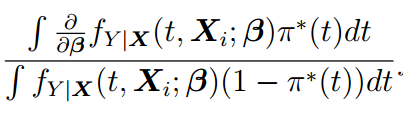 ∫ ∂/∂𝜷 f_{Y|𝑿}(t, 𝑿_i; 𝜷)π*(t)dt
∫ f_{Y|𝑿}(t, 𝑿_i; 𝜷)(1 − π*(t))dt .